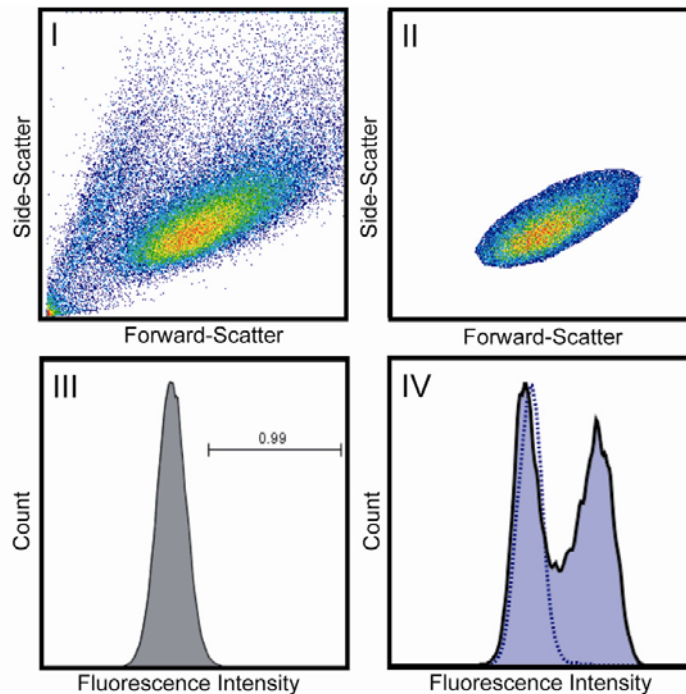 I
Side-Scatter
Forward-Scatter
II
Side-Scatter
Forward-Scatter
III
0.99
Count
Fluorescence Intensity
IV
Count
Fluorescence Intensity